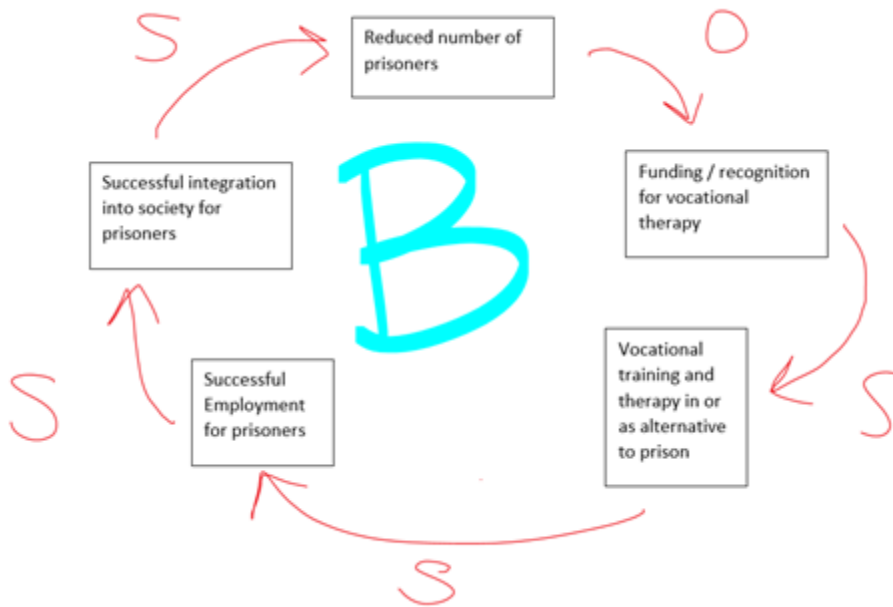 S
Reduced number of
prisoners
O
Funding / recognition
for vocational
therapy
S
Vocational
training and
therapy in or
as alternative
to prison
S
Successful
Employment
for prisoners
S
Successful integration
into society for
prisoners
B